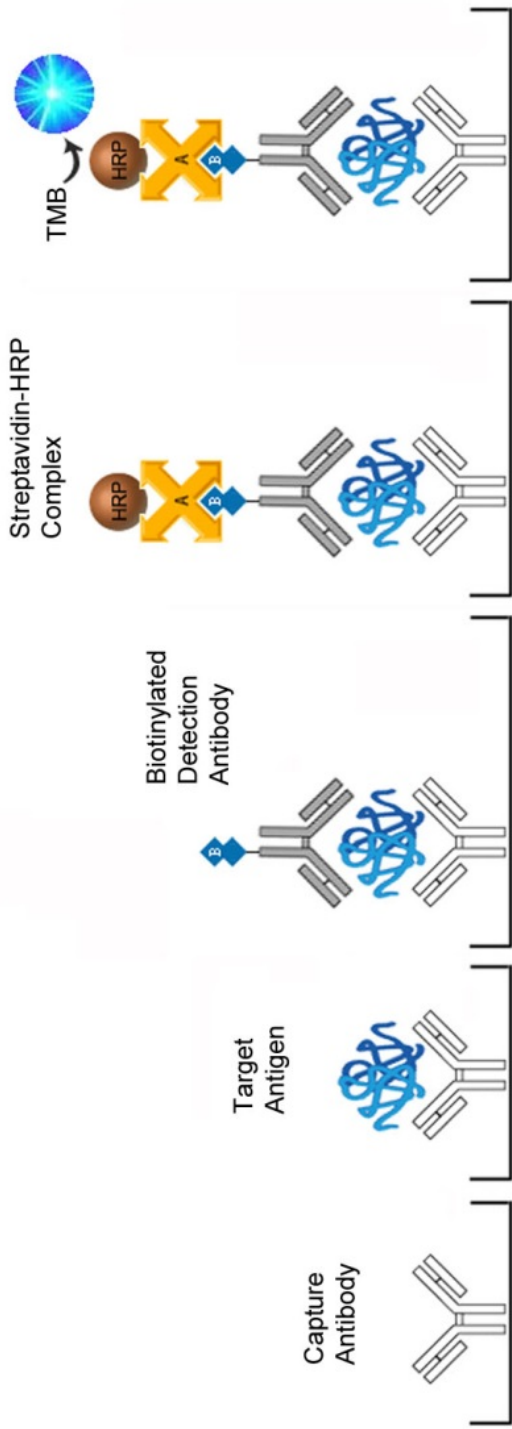 Capture
Antibody
Target
Antigen
B
Biotinylated
Detection
Antibody
Streptavidin-HRP
Complex
HRP
A
B
TMB
HRP
A
B